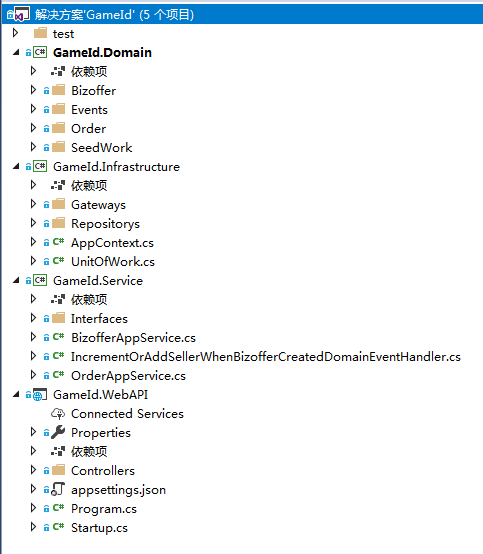 解决方案'GameId' (5 个项目)
test
C# GameId.Domain
依赖项
Bizoffer
Events
Order
SeedWork
C# GameId.Infrastructure
依赖项
Gateways
Repositorys
C# AppContext.cs
C# UnitOfWork.cs
C# GameId.Service
依赖项
Interfaces
C# BizofferAppService.cs
C# IncrementOrAddSellerWhenBizofferCreatedDomainEventHandler.cs
C# OrderAppService.cs
GameId.WebAPI
Connected Services
Properties
依赖项
Controllers
appsettings.json
C# Program.cs
C# Startup.cs